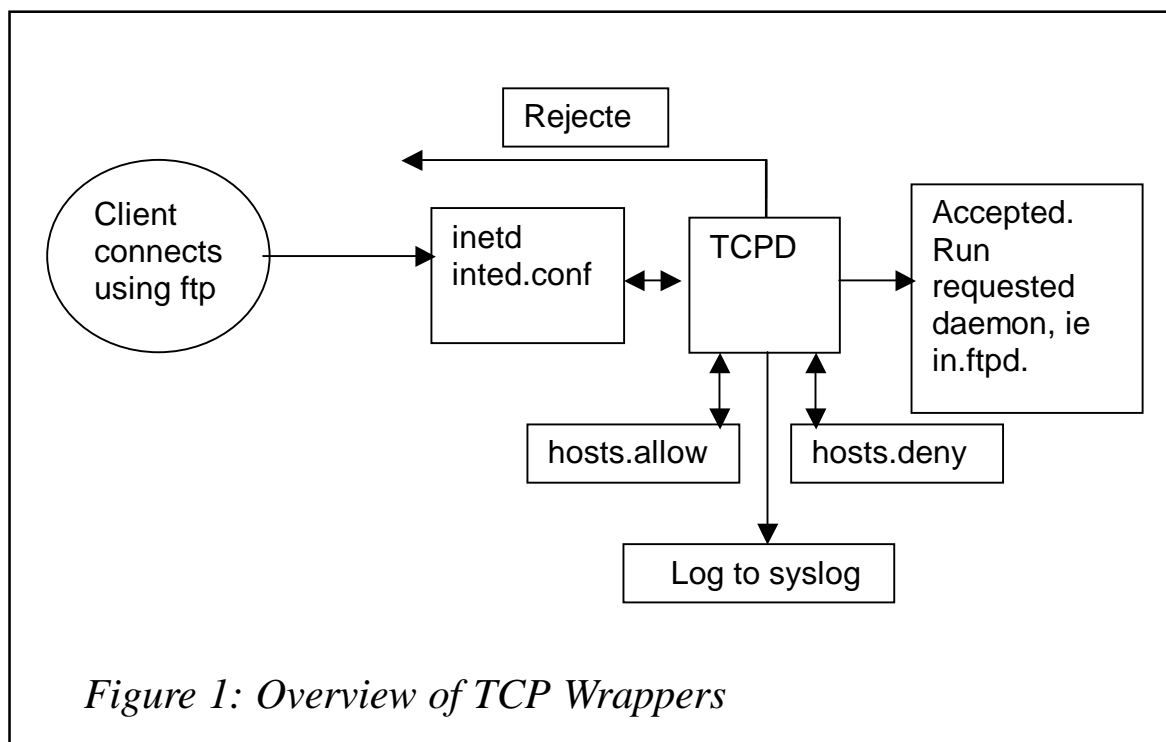 Rejecte
Client
connects
using ftp
inetd
inted.conf
TCPD
Accepted.
Run
requested
daemon, ie
in.ftpd.
hosts.allow
hosts.deny
Log to syslog
Figure 1: Overview of TCP Wrappers